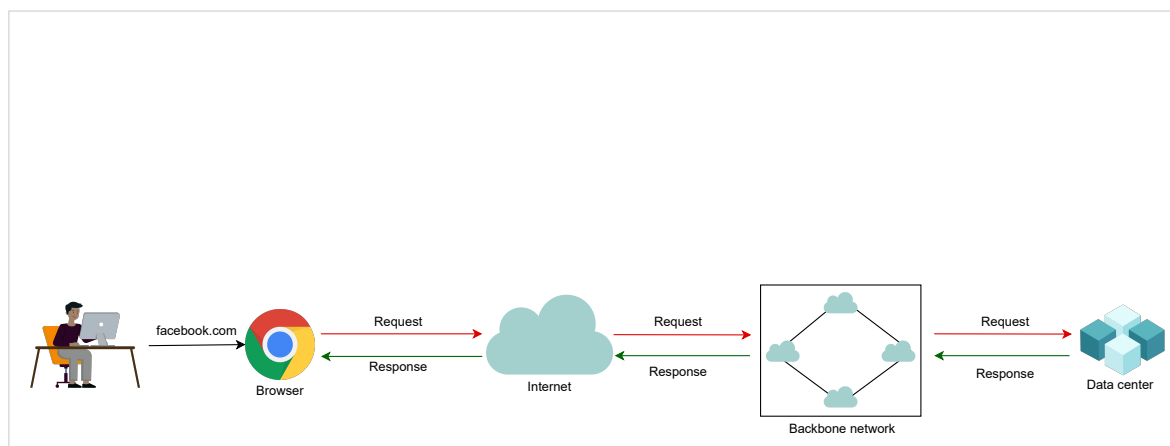 facebook.com
Browser
Request
Response
Internet
Request
Response
Backbone network
Request
Response
Data center